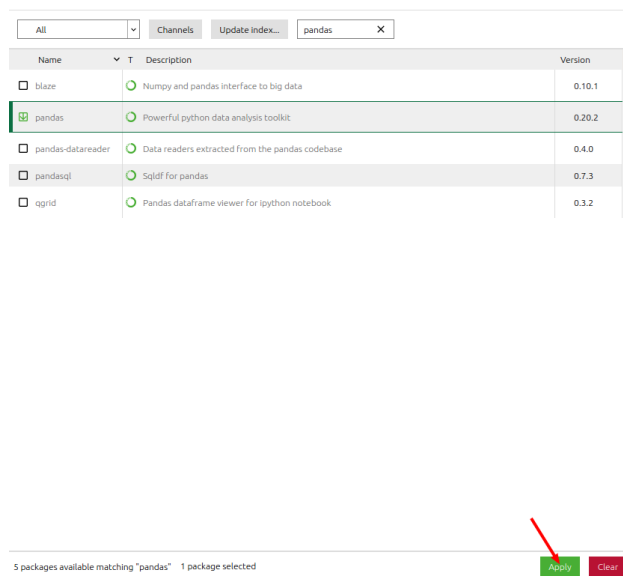 All Channels Update index... pandas
Name T Description Version
blaze Numpy and pandas interface to big data 0.10.1
pandas Powerful python data analysis toolkit 0.20.2
pandas-datareader Data readers extracted from the pandas codebase 0.4.0
pandasql Sqldf for pandas 0.7.3
qgrid Pandas dataframe viewer for ipython notebook 0.3.2
5 packages available matching "pandas" 1 package selected Apply Clear